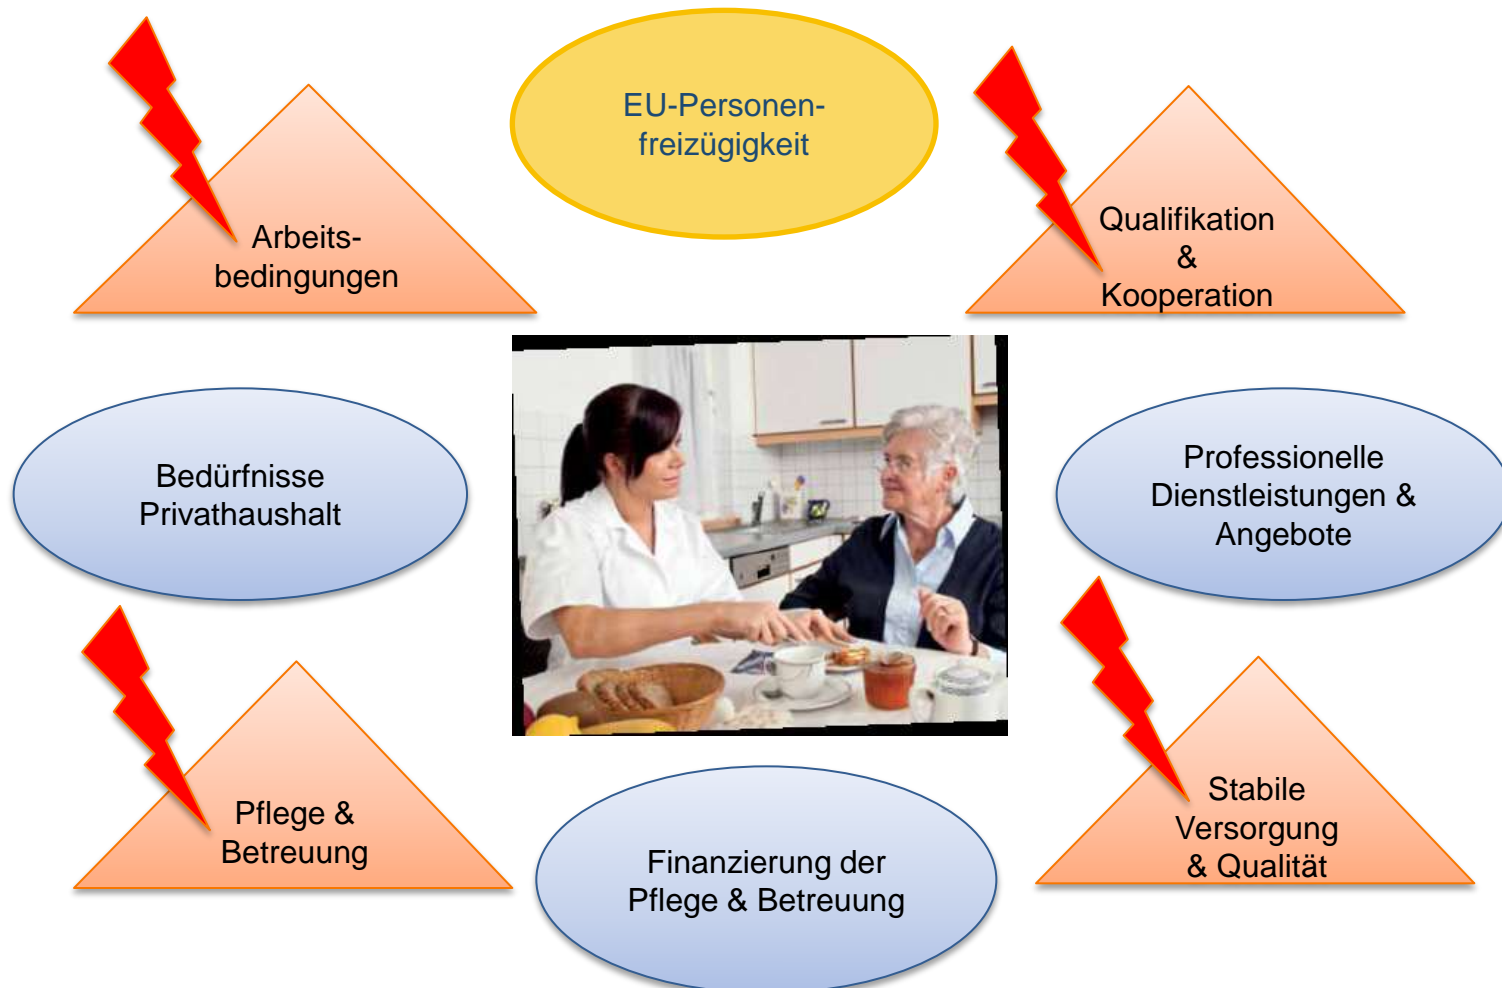 EU-Personen-
freizügigkeit
Arbeits-
bedingungen
Qualifikation
&
Kooperation
Bedürfnisse
Privathaushalt
Professionelle
Dienstleistungen &
Angebote
Pflege &
Betreuung
Finanzierung der
Pflege & Betreuung
Stabile
Versorgung
& Qualität